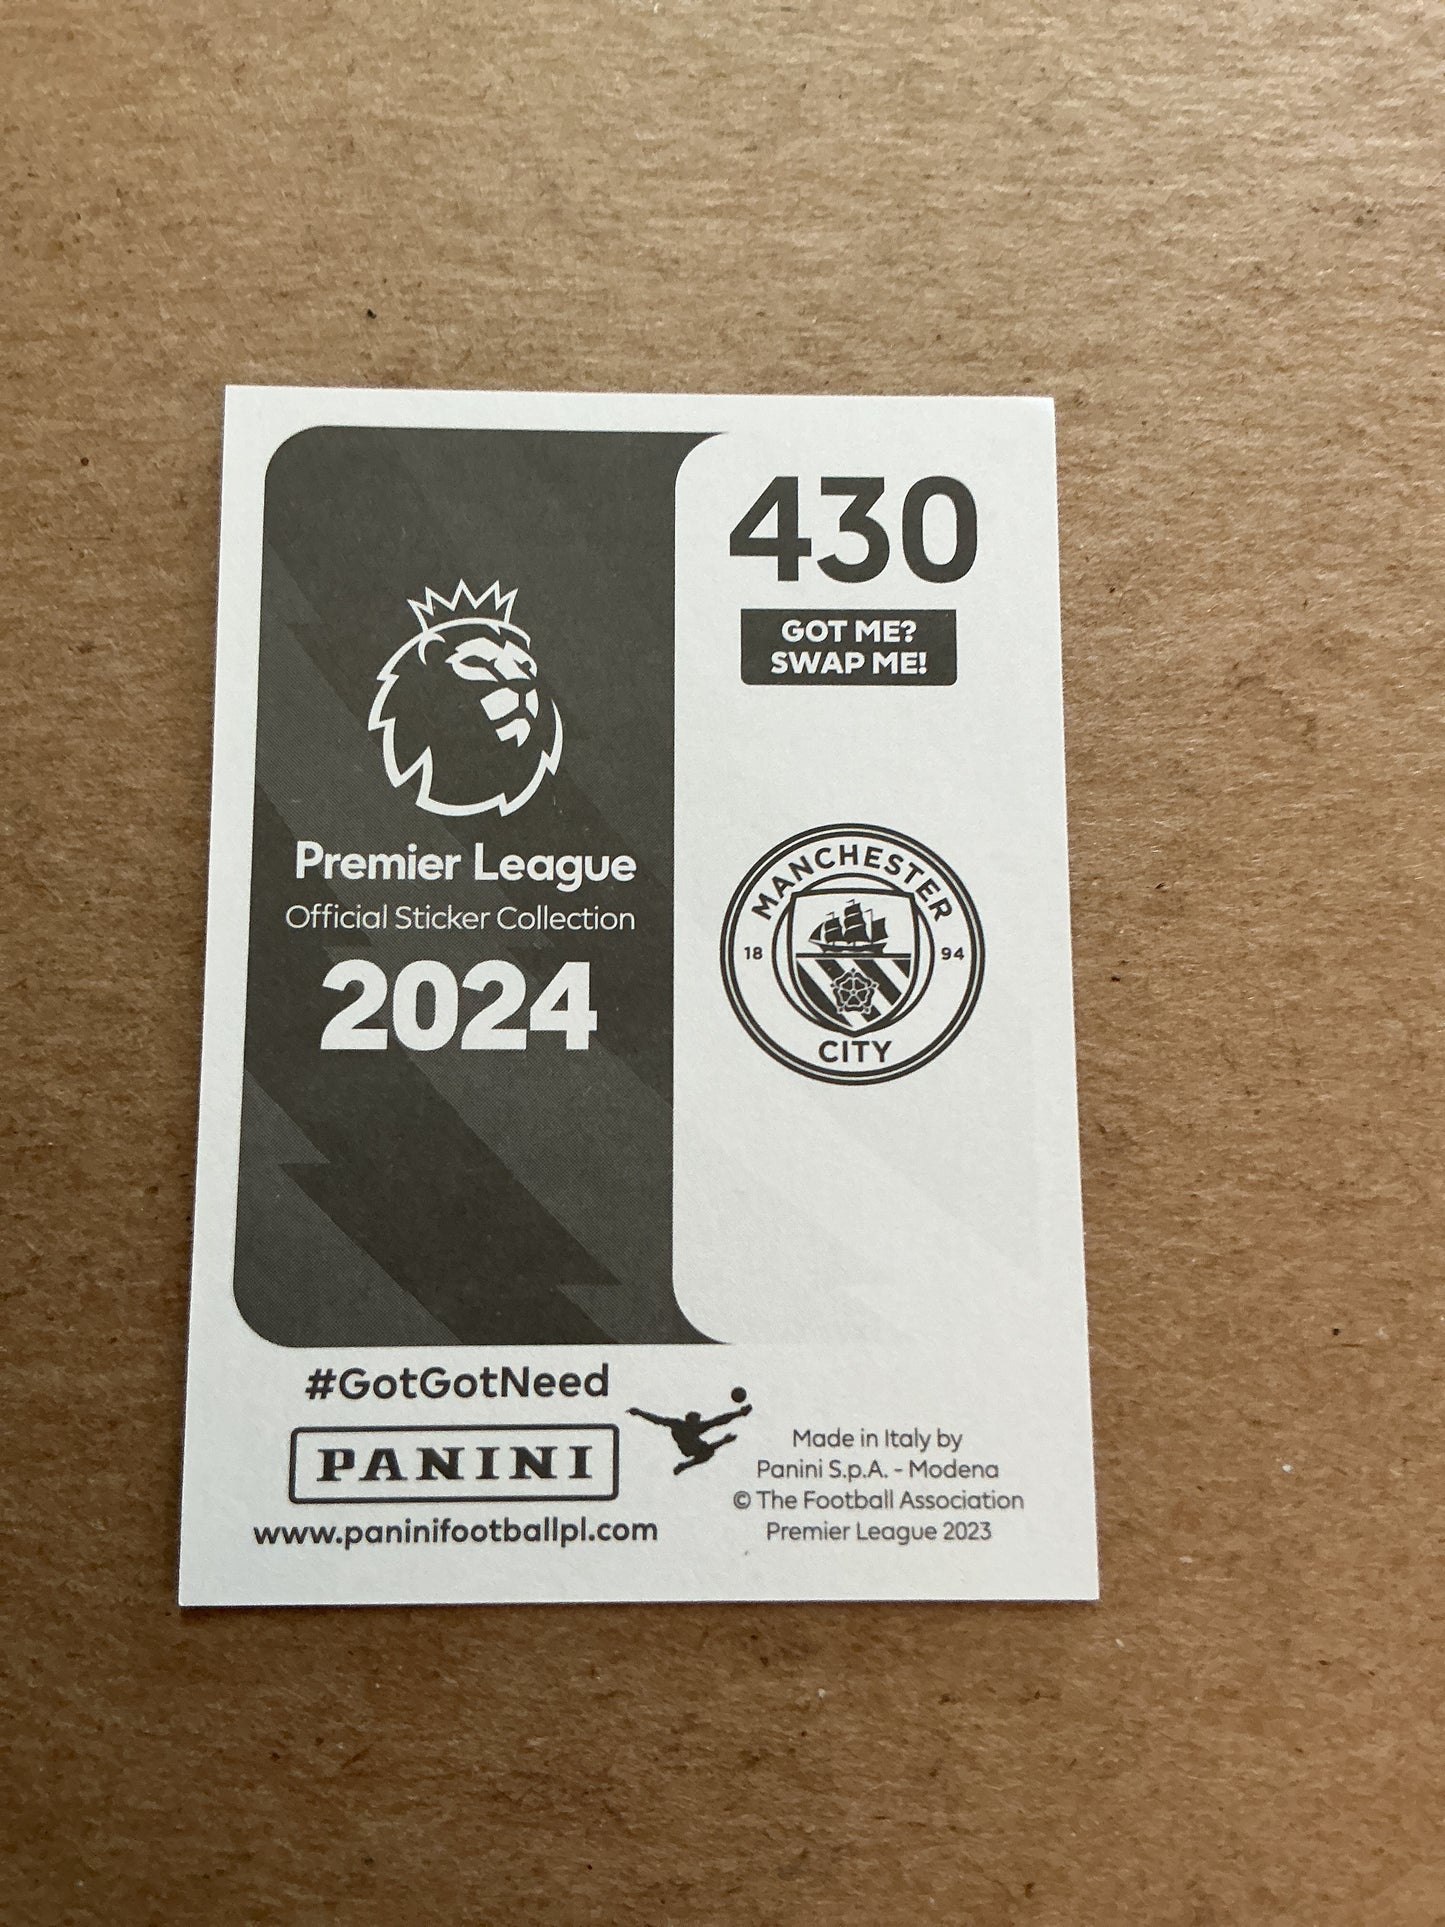 430
GOT ME?
SWAP ME!
Premier League
Official Sticker Collection
2024
MANCHESTER
18 94
CITY
#GotGotNeed
PANINI
www.paninifootballpl.com
Made in Italy by
Panini S.p.A. - Modena
© The Football Association
Premier League 2023